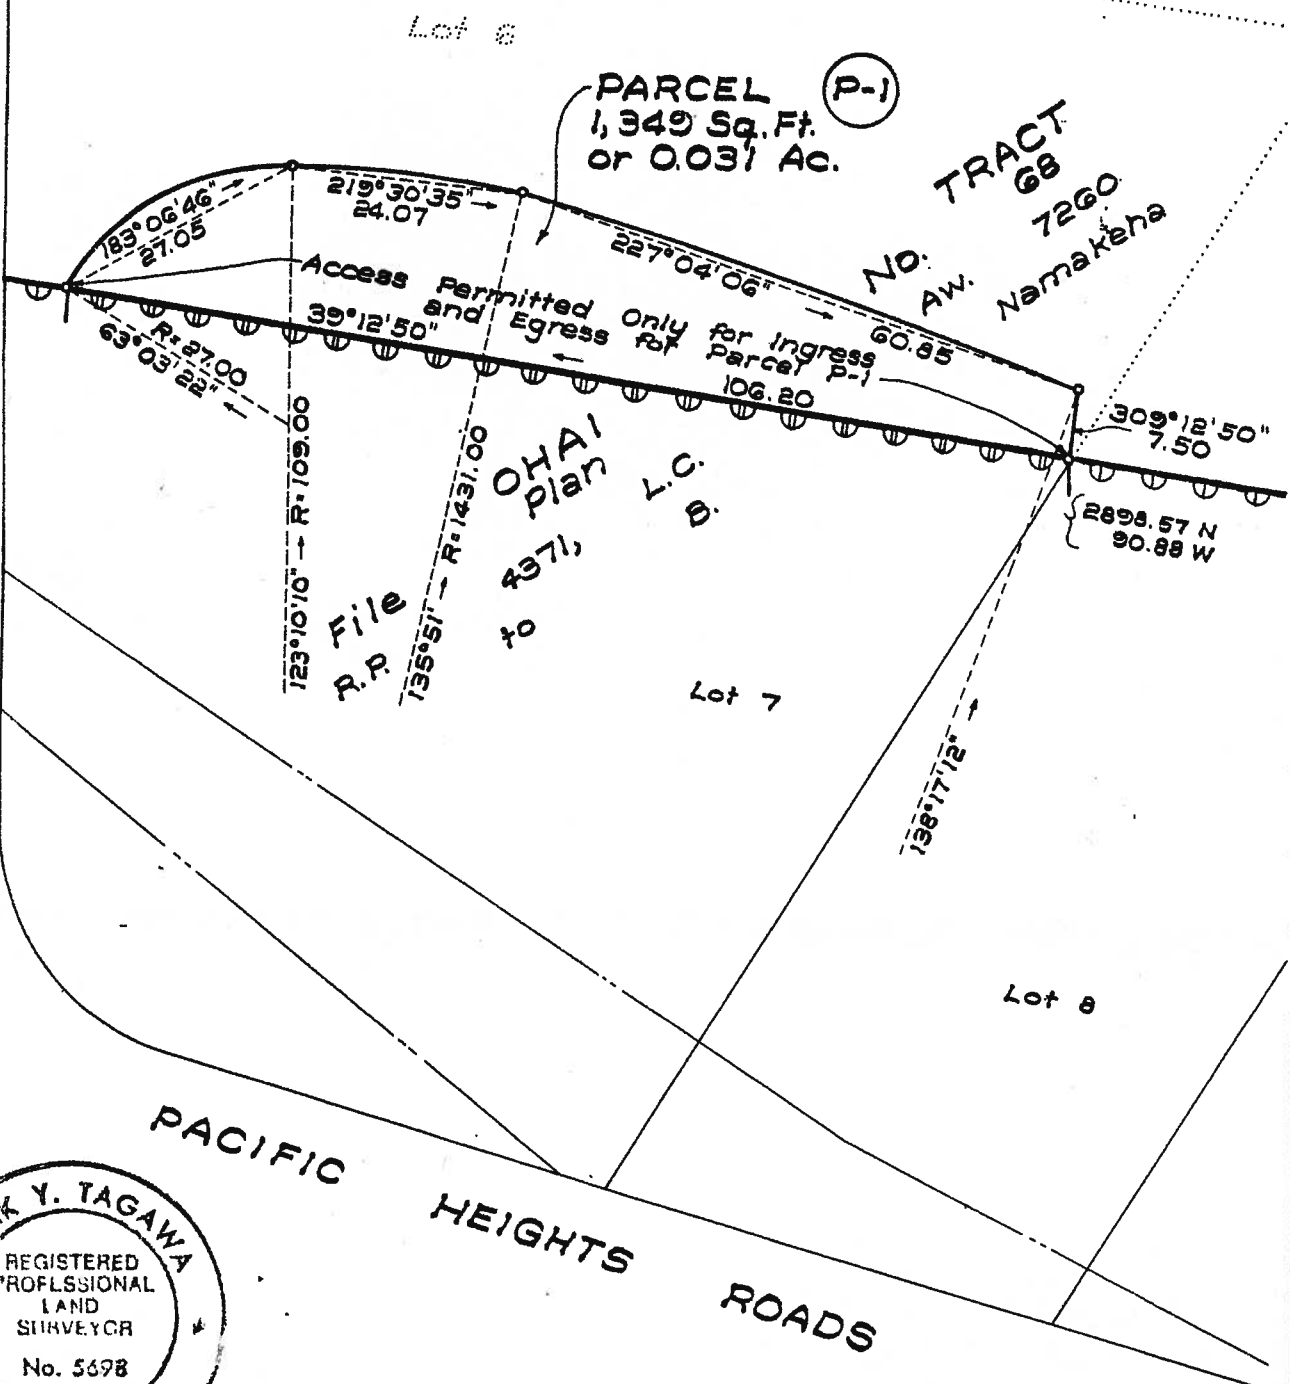 Lot 6
PARCEL P-1
1,349 Sq. Ft.
or 0.031 Ac.
TRACT
68
7260
Namakeha
No.
Aw.
183°06'46"
27.05
219°30'35"
24.07
227°04'06"
60.85
Access Permitted Only for Ingress
and Egress for Parcel P-1
39°12'50"
106.20
R=27.00
63°03'22"
309°12'50"
7.50
2898.57 N
90.88 W
123°10'10" → R=109.00
135°51' → R=1431.00
138°17'12"
OHAI
Plan
L.C.
B.
4371,
to
File
R.P.
Lot 7
Lot 8
PACIFIC HEIGHTS ROADS
K Y. TAGAWA
REGISTERED
PROFESSIONAL
LAND
SURVEYOR
No. 5698